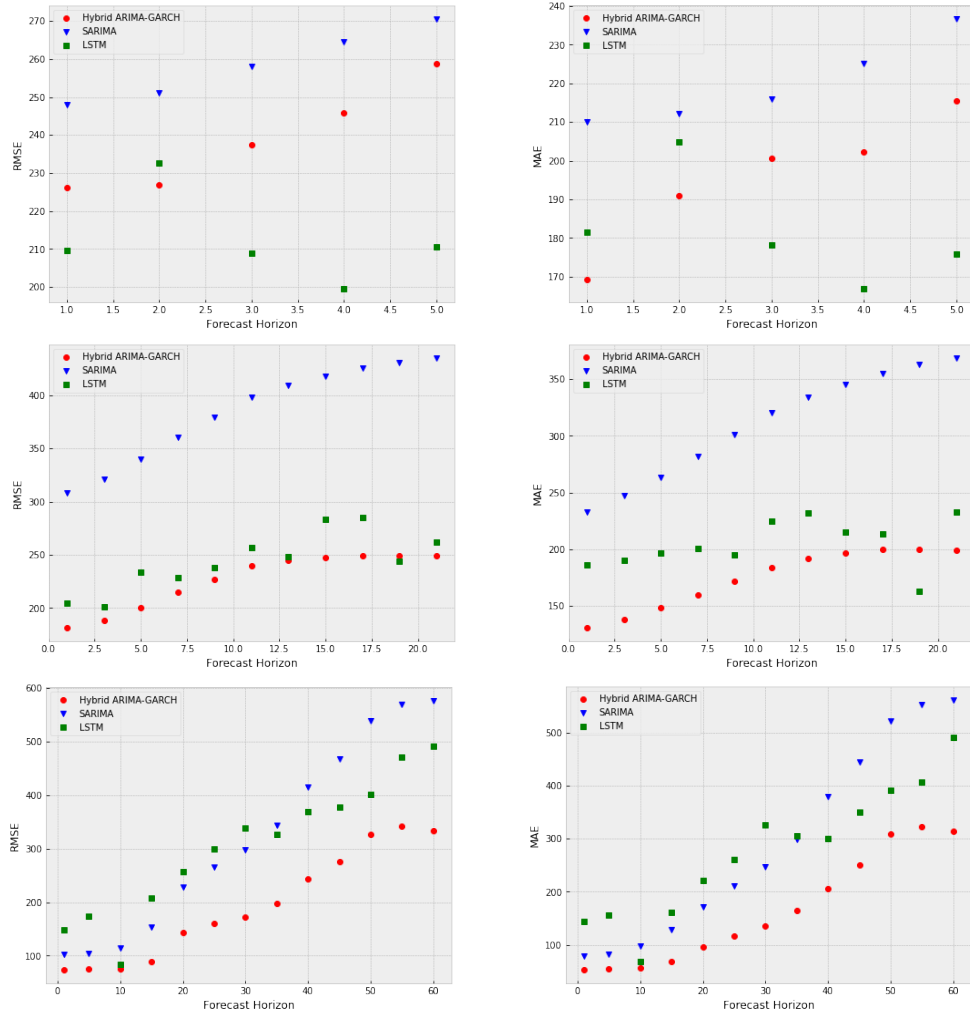 Hybrid ARIMA-GARCH
SARIMA
LSTM
270
260
250
240
230
220
210
200
RMSE
1.0 1.5 2.0 2.5 3.0 3.5 4.0 4.5 5.0
Forecast Horizon
Hybrid ARIMA-GARCH
SARIMA
LSTM
240
230
220
210
200
190
180
170
MAE
1.0 1.5 2.0 2.5 3.0 3.5 4.0 4.5 5.0
Forecast Horizon
Hybrid ARIMA-GARCH
SARIMA
LSTM
400
350
300
250
200
RMSE
0.0 2.5 5.0 7.5 10.0 12.5 15.0 17.5 20.0
Forecast Horizon
Hybrid ARIMA-GARCH
SARIMA
LSTM
350
300
250
200
150
MAE
0.0 2.5 5.0 7.5 10.0 12.5 15.0 17.5 20.0
Forecast Horizon
Hybrid ARIMA-GARCH
SARIMA
LSTM
600
500
400
300
200
100
RMSE
0 10 20 30 40 50 60
Forecast Horizon
Hybrid ARIMA-GARCH
SARIMA
LSTM
500
400
300
200
100
MAE
0 10 20 30 40 50 60
Forecast Horizon